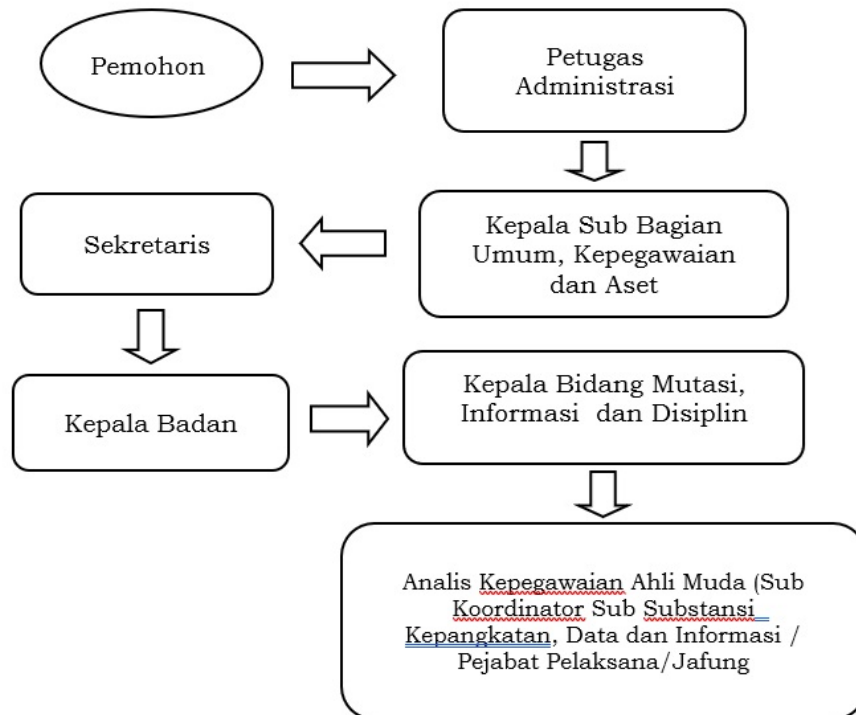 Pemohon
Petugas
Administrasi
Kepala Sub Bagian
Umum, Kepegawaian
dan Aset
Sekretaris
Kepala Badan
Kepala Bidang Mutasi,
Informasi dan Disiplin
Analis Kepegawaian Ahli Muda (Sub
Koordinator Sub Substansi
Kepangkatan, Data dan Informasi /
Pejabat Pelaksana/Jafung